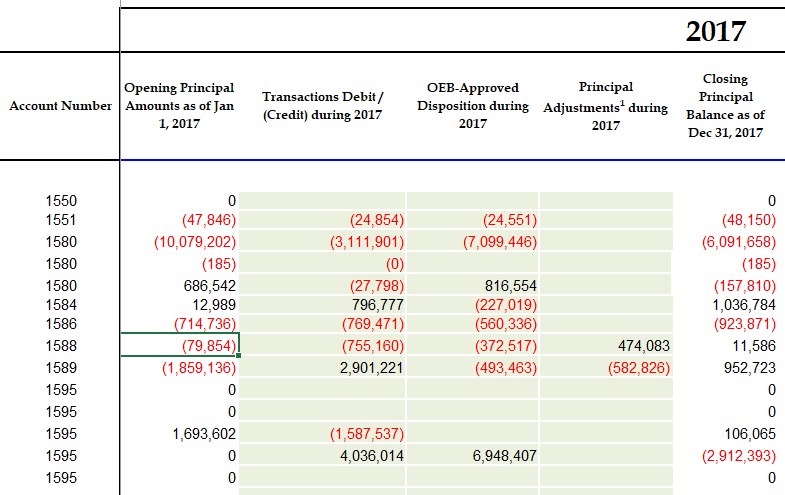 2017
Account Number Opening Principal Amounts as of Jan 1, 2017 Transactions Debit / (Credit) during 2017 OEB-Approved Disposition during 2017 Principal Adjustments1 during 2017 Closing Principal Balance as of Dec 31, 2017
1550 0 0
1551 (47,846) (24,854) (24,551) (48,150)
1580 (10,079,202) (3,111,901) (7,099,446) (6,091,658)
1580 (185) (0) (185)
1580 686,542 (27,798) 816,554 (157,810)
1584 12,989 796,777 (227,019) 1,036,784
1586 (714,736) (769,471) (560,336) (923,871)
1588 (79,854) (755,160) (372,517) 474,083 11,586
1589 (1,859,136) 2,901,221 (493,463) (582,826) 952,723
1595 0 0
1595 0 0
1595 1,693,602 (1,587,537) 106,065
1595 0 4,036,014 6,948,407 (2,912,393)
1595 0 0